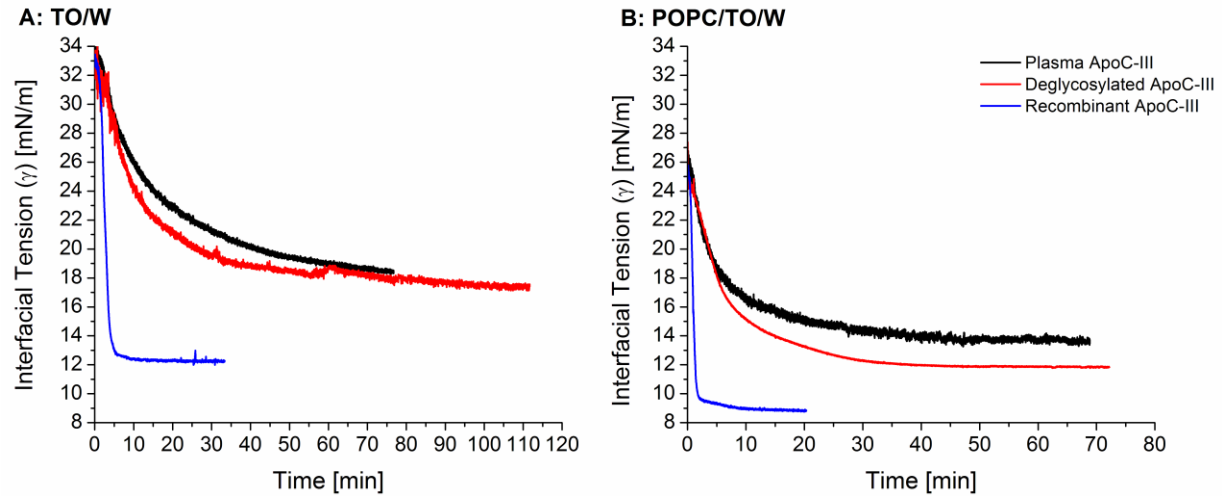 A: TO/W
34
32
30
28
26
24
22
20
18
16
14
12
10
8
Interfacial Tension (γ) [mN/m]
0 10 20 30 40 50 60 70 80 90 100 110 120
Time [min]
B: POPC/TO/W
34
32
30
28
26
24
22
20
18
16
14
12
10
8
Interfacial Tension (γ) [mN/m]
0 10 20 30 40 50 60 70 80
Time [min]
Plasma ApoC-III
Deglycosylated ApoC-III
Recombinant ApoC-III